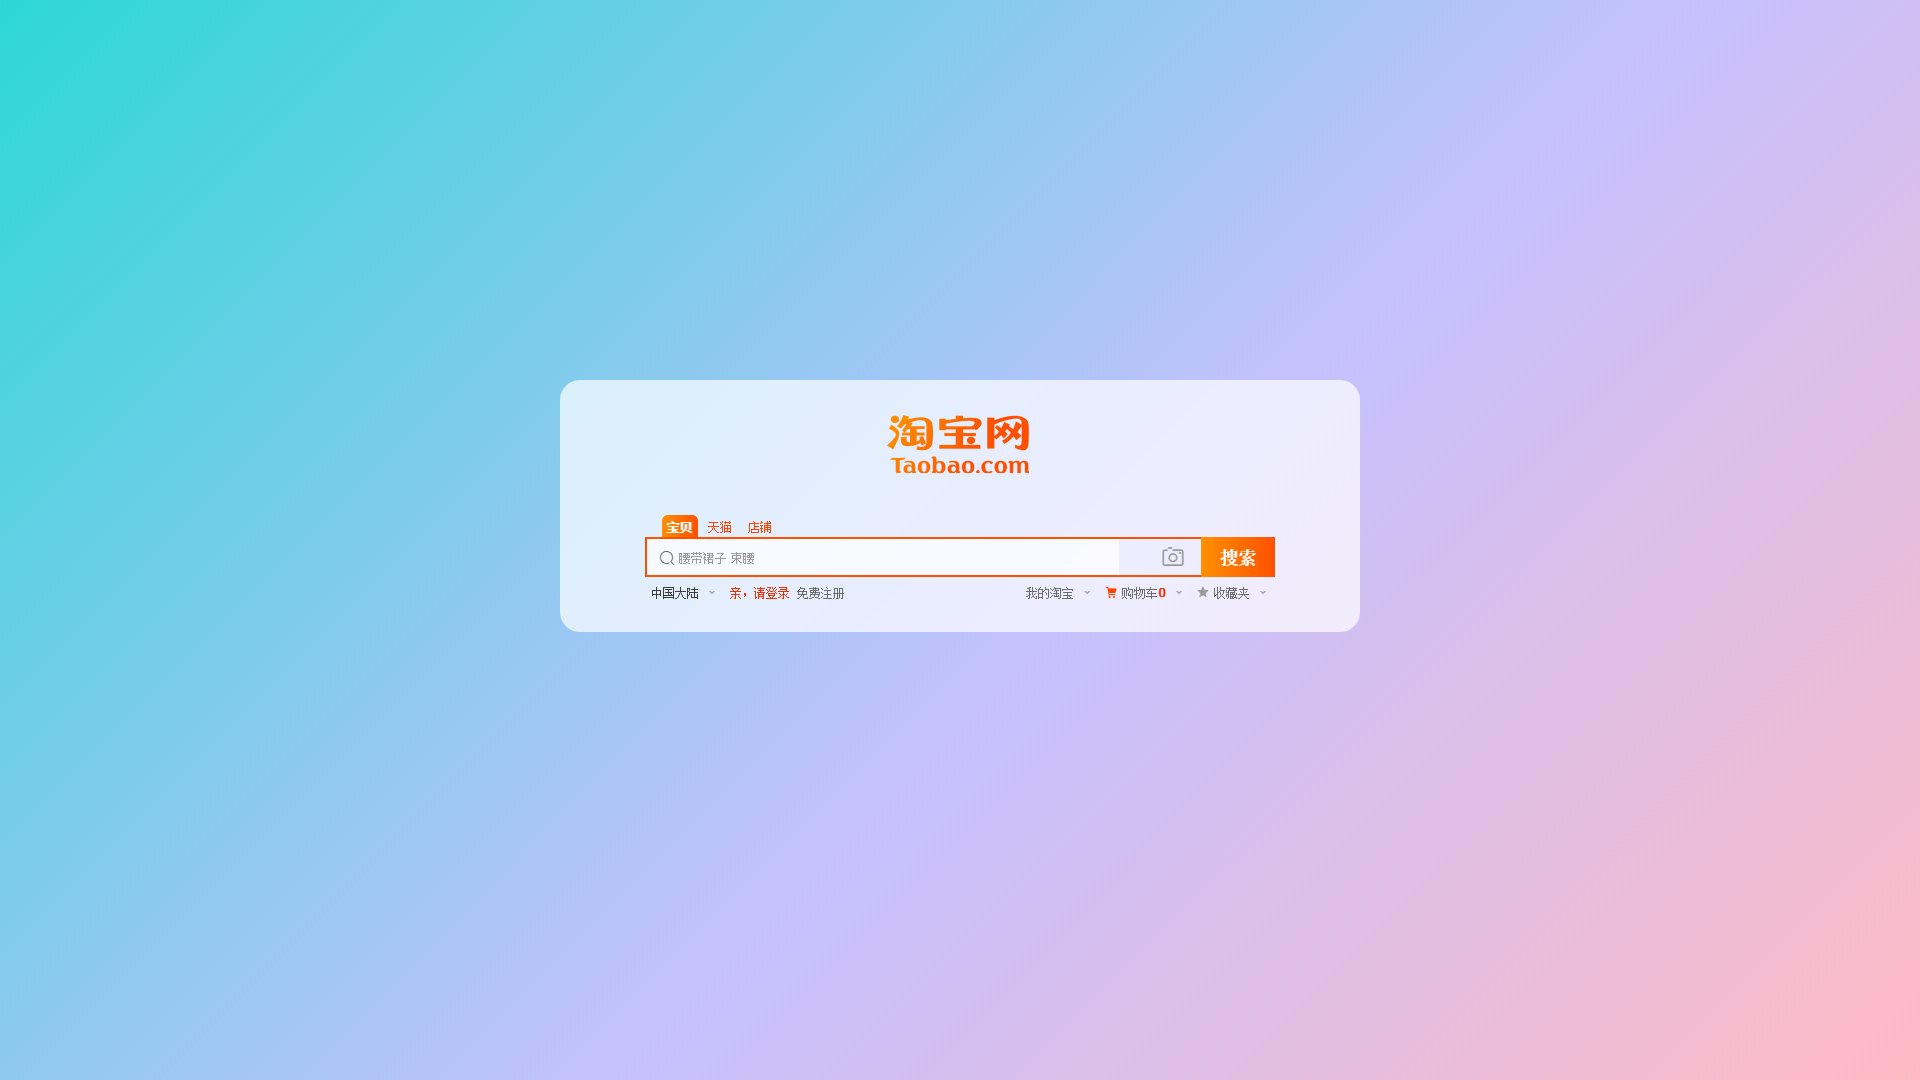 淘宝网
Taobao.com
宝贝 天猫 店铺
腰带裙子 束腰 搜索
中国大陆 亲，请登录 免费注册 我的淘宝 购物车0 收藏夹